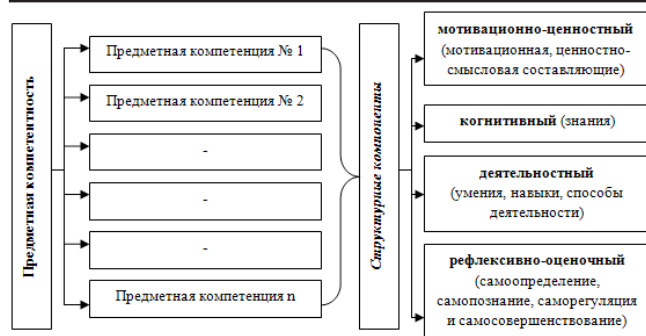 Предметная компетентность
Предметная компетенция № 1
Предметная компетенция № 2
-
-
-
Предметная компетенция n
Структурные компоненты
мотивационно-ценностный
(мотивационная, ценностно-
смысловая составляющие)
когнитивный (знания)
деятельностный
(умения, навыки, способы
деятельности)
рефлексивно-оценочный
(самоопределение,
самопознание, саморегуляция
и самосовершенствование)